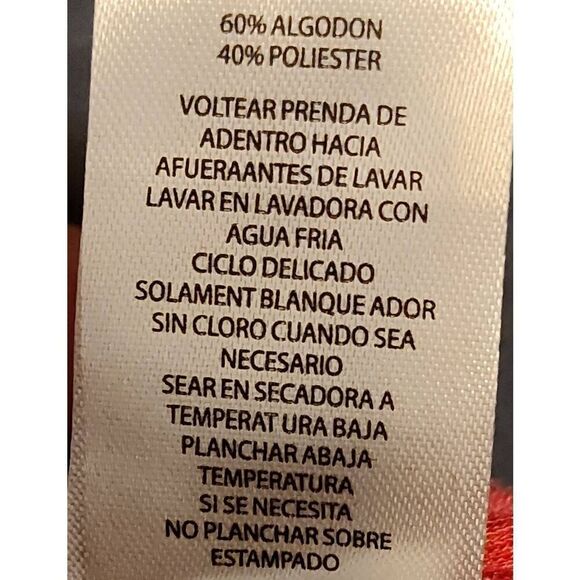 60% ALGODON
40% POLIESTER
VOLTEAR PRENDA DE
ADENTRO HACIA
AFUERAANTES DE LAVAR
LAVAR EN LAVADORA CON
AGUA FRIA
CICLO DELICADO
SOLAMENT BLANQUE ADOR
SIN CLORO CUANDO SEA
NECESARIO
SEAR EN SECADORA A
TEMPERAT URA BAJA
PLANCHAR ABAJA
TEMPERATURA
SI SE NECESITA
NO PLANCHAR SOBRE
ESTAMPADO